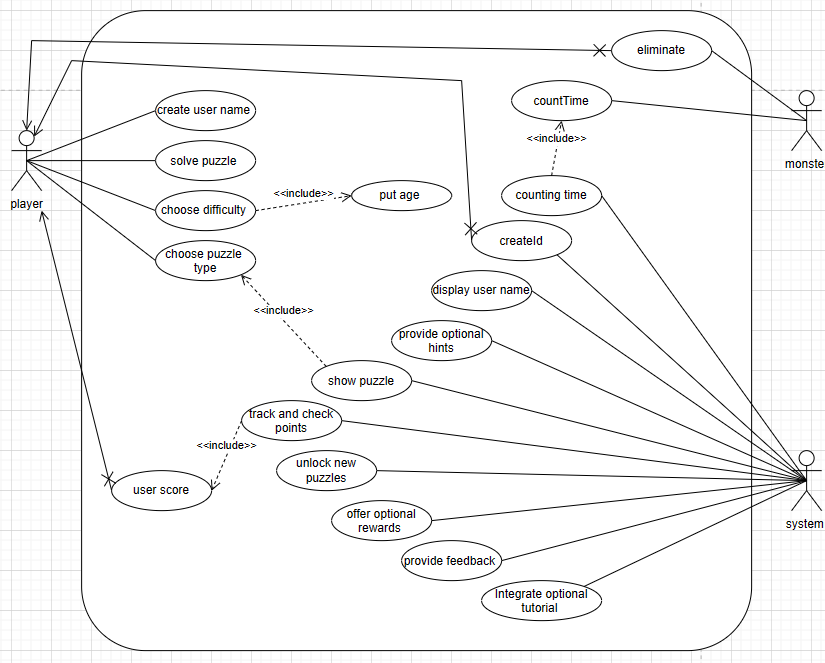 eliminate
countTime
<<include>>
create user name
solve puzzle
monste
<<include>>
put age
counting time
player
choose difficulty
createId
choose puzzle
type
display user name
<<include>>
provide optional
hints
show puzzle
track and check
points
<<include>>
unlock new
puzzles
user score
offer optional
rewards
system
provide feedback
Integrate optional
tutorial